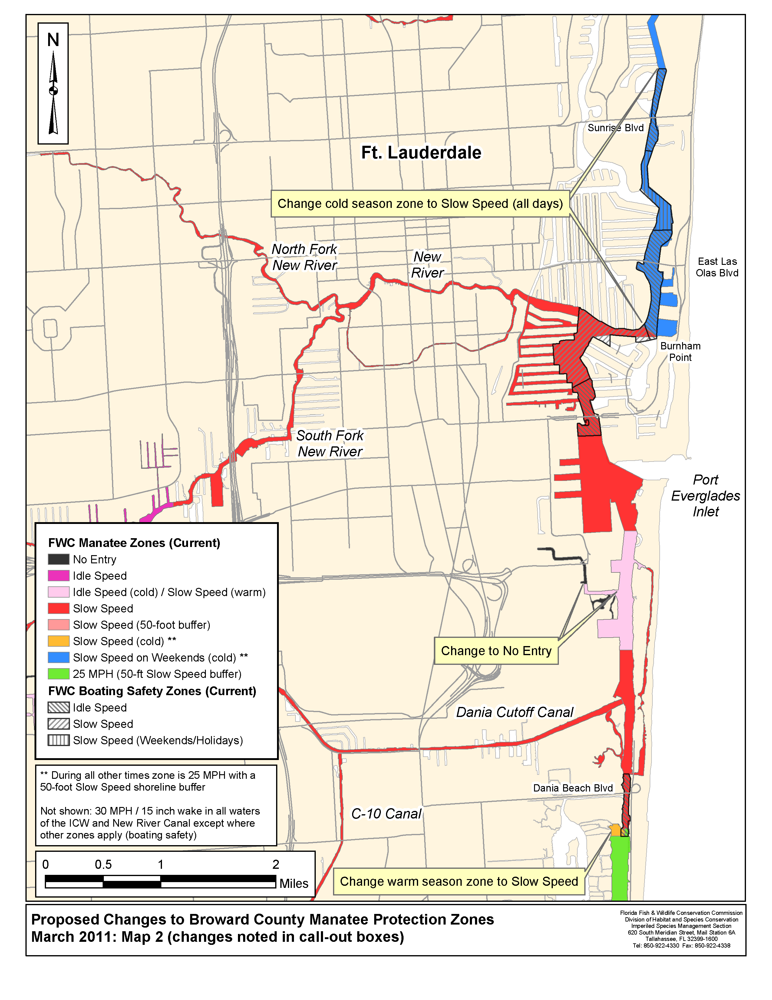 N
Sunrise Blvd
Ft. Lauderdale
Change cold season zone to Slow Speed (all days)
North Fork
New River
New
River
East Las
Olas Blvd
Burnham
Point
South Fork
New River
Port
Everglades
Inlet
FWC Manatee Zones (Current)
No Entry
Idle Speed
Idle Speed (cold) / Slow Speed (warm)
Slow Speed
Slow Speed (50-foot buffer)
Slow Speed (cold) **
Slow Speed on Weekends (cold) **
25 MPH (50-ft Slow Speed buffer)
FWC Boating Safety Zones (Current)
Idle Speed
Slow Speed
Slow Speed (Weekends/Holidays)
Change to No Entry
Dania Cutoff Canal
Dania Beach Blvd
C-10 Canal
** During all other times zone is 25 MPH with a
50-foot Slow Speed shoreline buffer
Not shown: 30 MPH / 15 inch wake in all waters
of the ICW and New River Canal except where
other zones apply (boating safety)
0 0.5 1 2
Miles
Change warm season zone to Slow Speed
Proposed Changes to Broward County Manatee Protection Zones
March 2011: Map 2 (changes noted in call-out boxes)
Florida Fish & Wildlife Conservation Commission
Division of Habitat and Species Conservation
Imperiled Species Management Section
620 South Meridian Street, Mail Station 6A
Tallahassee, FL 32399-1600
Tel: 850-922-4330 Fax: 850-922-4338